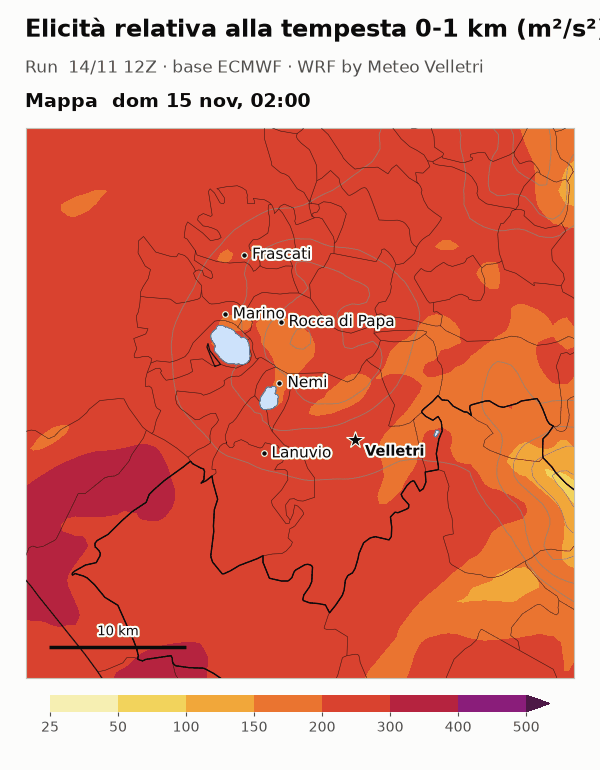 Elicità relativa alla tempesta 0-1 km (m²/s²)
Run  14/11 12Z · base ECMWF · WRF by Meteo Velletri
Mappa  dom 15 nov, 02:00
Frascati
Marino
Rocca di Papa
Nemi
Velletri
Lanuvio
10 km
25 50 100 150 200 300 400 500